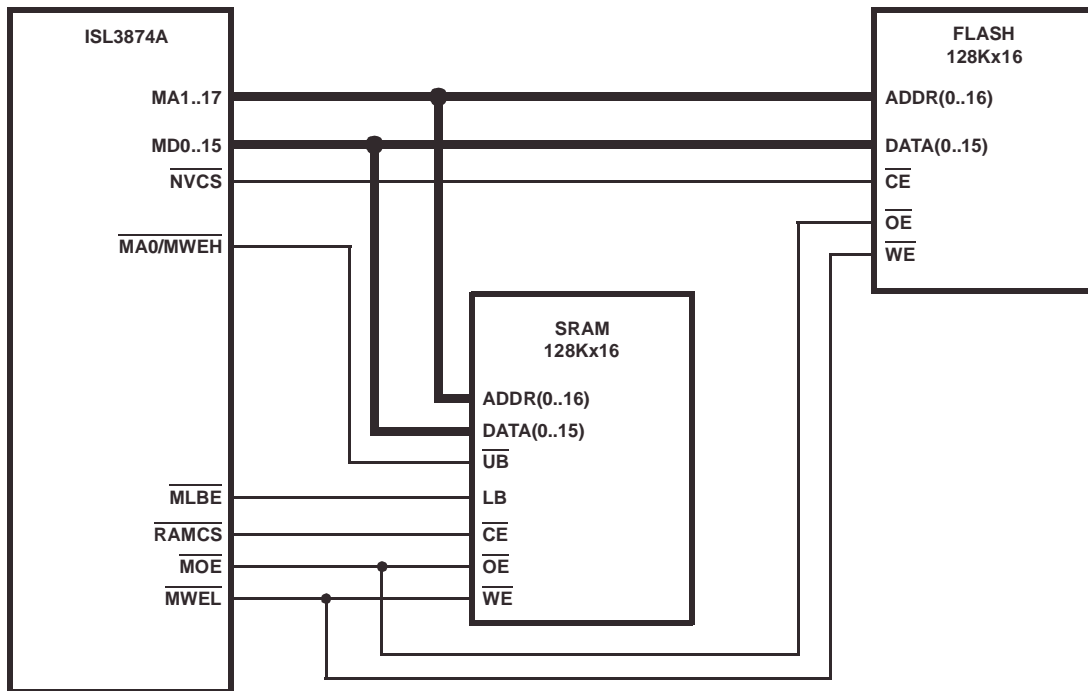 ISL3874A
MA1..17
MD0..15
NVCS
MA0/MWEH
MLBE
RAMCS
MOE
MWEL
SRAM
128Kx16
ADDR(0..16)
DATA(0..15)
UB
LB
CE
OE
WE
FLASH
128Kx16
ADDR(0..16)
DATA(0..15)
CE
OE
WE